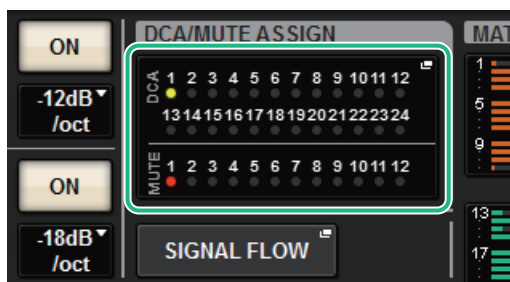 ON
-12dB
/oct
ON
-18dB
/oct
DCA/MUTE ASSIGN
DCA
1 2 3 4 5 6 7 8 9 10 11 12
13 14 15 16 17 18 19 20 21 22 23 24
MUTE
1 2 3 4 5 6 7 8 9 10 11 12
SIGNAL FLOW
MAT
1
5
9
13
17